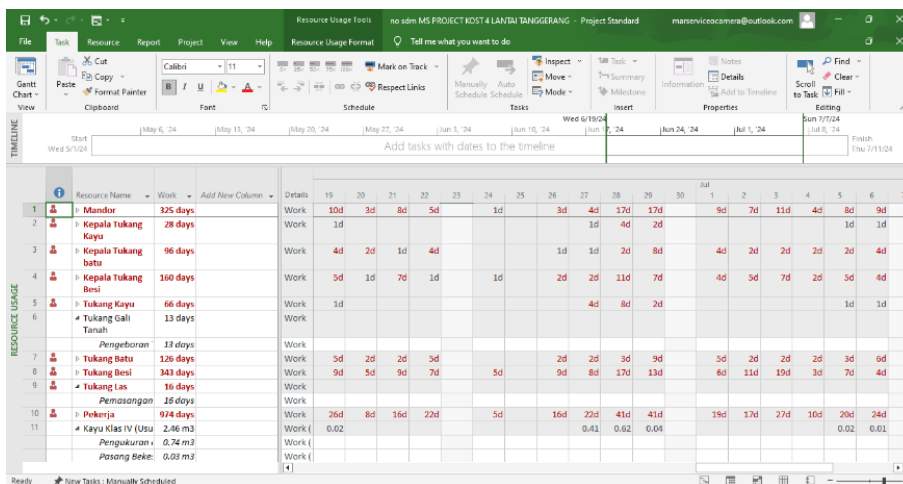 Resource Usage Tools
no sdm MS PROJECT KOST 4 LANTAI TANGGERANG - Project Standard
marserviceocamera@outlook.com
File Task Resource Report Project View Help Resource Usage Format Tell me what you want to do
Gantt Chart
View
Paste
Cut
Copy
Format Painter
Clipboard
Calibri 11
B I U A
Font
Mark on Track
Respect Links
Schedule
Manually Schedule
Auto Schedule
Inspect
Move
Mode
Tasks
Task
Summary
Milestone
Insert
Information
Notes
Details
Add to Timeline
Properties
Scroll to Task
Find
Clear
Fill
Editing
TIMELINE
Wed 6/19/24 Sun 7/7/24
May 6, '24 May 13, '24 May 20, '24 May 27, '24 Jun 3, '24 Jun 10, '24 Jun 17, '24 Jun 24, '24 Jul 1, '24 Jul 8, '24
Start
Wed 5/1/24
Add tasks with dates to the timeline
Finish
Thu 7/11/24
RESOURCE USAGE
Jul
Resource Name Work Add New Column Details 19 20 21 22 23 24 25 26 27 28 29 30 1 2 3 4 5 6
1 Mandor 325 days Work 10d 3d 8d 5d 1d 3d 4d 17d 17d 9d 7d 11d 4d 8d 9d
2 Kepala Tukang Kayu 28 days Work 1d 1d 4d 2d 1d 1d
3 Kepala Tukang batu 96 days Work 4d 2d 1d 4d 1d 1d 2d 8d 4d 2d 2d 2d 2d 4d
4 Kepala Tukang Besi 160 days Work 5d 1d 7d 1d 1d 2d 2d 11d 7d 4d 5d 7d 2d 5d 4d
5 Tukang Kayu 66 days Work 1d 4d 8d 2d 1d 1d
6 Tukang Gali Tanah 13 days Work
Pengeboran 13 days Work
7 Tukang Batu 126 days Work 5d 2d 2d 5d 2d 2d 3d 9d 5d 2d 2d 2d 3d 6d
8 Tukang Besi 343 days Work 9d 5d 9d 7d 5d 9d 8d 17d 13d 6d 11d 19d 3d 7d 4d
9 Tukang Las 16 days Work
Pemasangan 16 days Work
10 Pekerja 974 days Work 26d 8d 16d 22d 5d 16d 22d 41d 41d 19d 17d 27d 10d 20d 24d
11 Kayu Klas IV (Usu 2.46 m3 Work ( 0.02 0.41 0.62 0.04 0.02 0.01
Pengukuran 0.74 m3 Work (
Pasang Beke: 0.03 m3 Work (
Ready New Tasks : Manually Scheduled